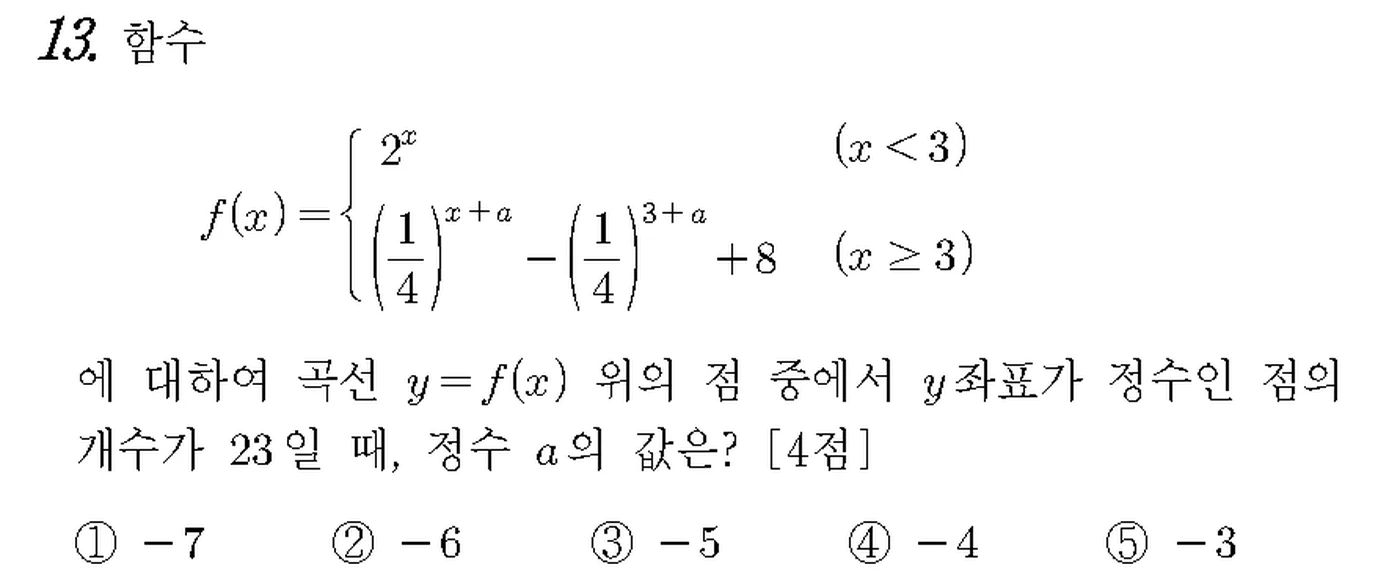 13. 함수
f(x) = { 2^x (x < 3)
(1/4)^{x+a} − (1/4)^{3+a} + 8 (x ≥ 3)
에 대하여 곡선 y = f(x) 위의 점 중에서 y좌표가 정수인 점의
개수가 23일 때, 정수 a의 값은? [4점]
① −7 ② −6 ③ −5 ④ −4 ⑤ −3